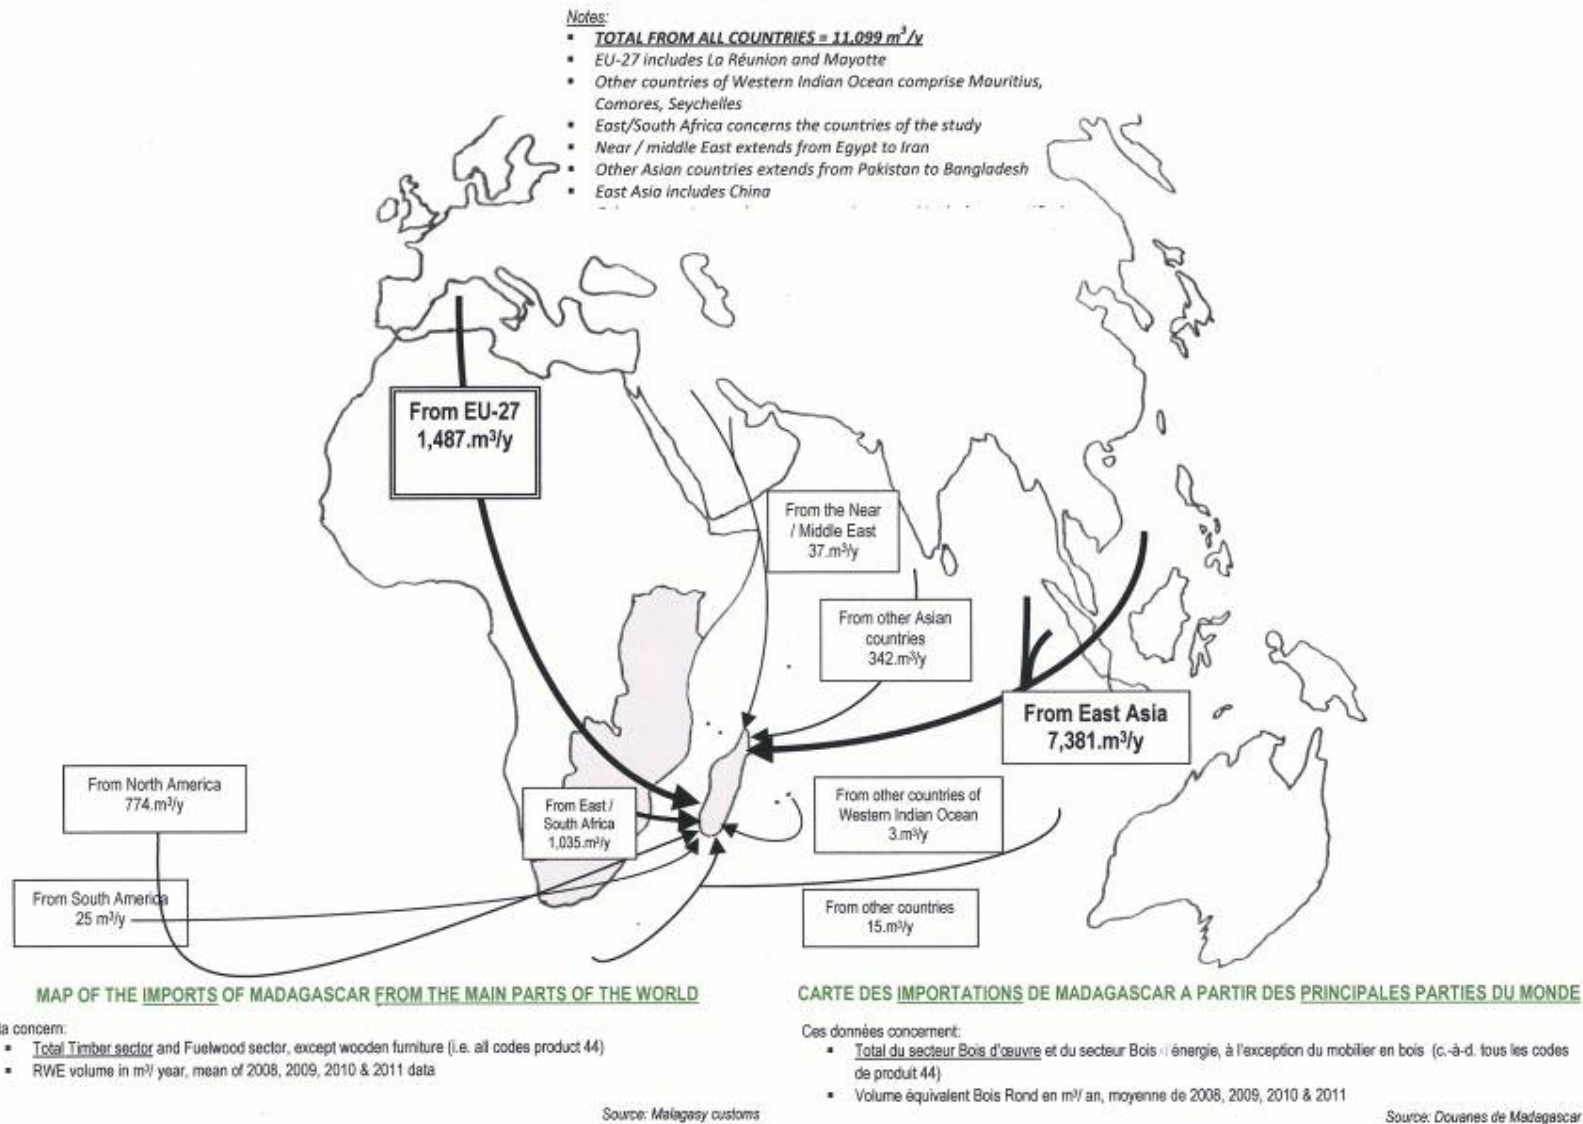 Notes:
▪ TOTAL FROM ALL COUNTRIES = 11,099 m³/y
▪ EU-27 includes La Réunion and Mayotte
▪ Other countries of Western Indian Ocean comprise Mauritius,
Comores, Seychelles
▪ East/South Africa concerns the countries of the study
▪ Near / middle East extends from Egypt to Iran
▪ Other Asian countries extends from Pakistan to Bangladesh
▪ East Asia includes China
From EU-27
1,487.m³/y
From the Near
/ Middle East
37.m³/y
From other Asian
countries
342.m³/y
From East Asia
7,381.m³/y
From North America
774.m³/y
From East /
South Africa
1,035.m³/y
From other countries of
Western Indian Ocean
3.m³/y
From South America
25 m³/y
From other countries
15.m³/y
MAP OF THE IMPORTS OF MADAGASCAR FROM THE MAIN PARTS OF THE WORLD
ta concern:
▪ Total Timber sector and Fuelwood sector, except wooden furniture (i.e. all codes product 44)
▪ RWE volume in m³/ year, mean of 2008, 2009, 2010 & 2011 data
Source: Malagasy customs
CARTE DES IMPORTATIONS DE MADAGASCAR A PARTIR DES PRINCIPALES PARTIES DU MONDE
Ces données concernent:
▪ Total du secteur Bois d'œuvre et du secteur Bois énergie, à l'exception du mobilier en bois (c.-à-d. tous les codes
de produit 44)
▪ Volume équivalent Bois Rond en m³/ an, moyenne de 2008, 2009, 2010 & 2011
Source: Douanes de Madagascar